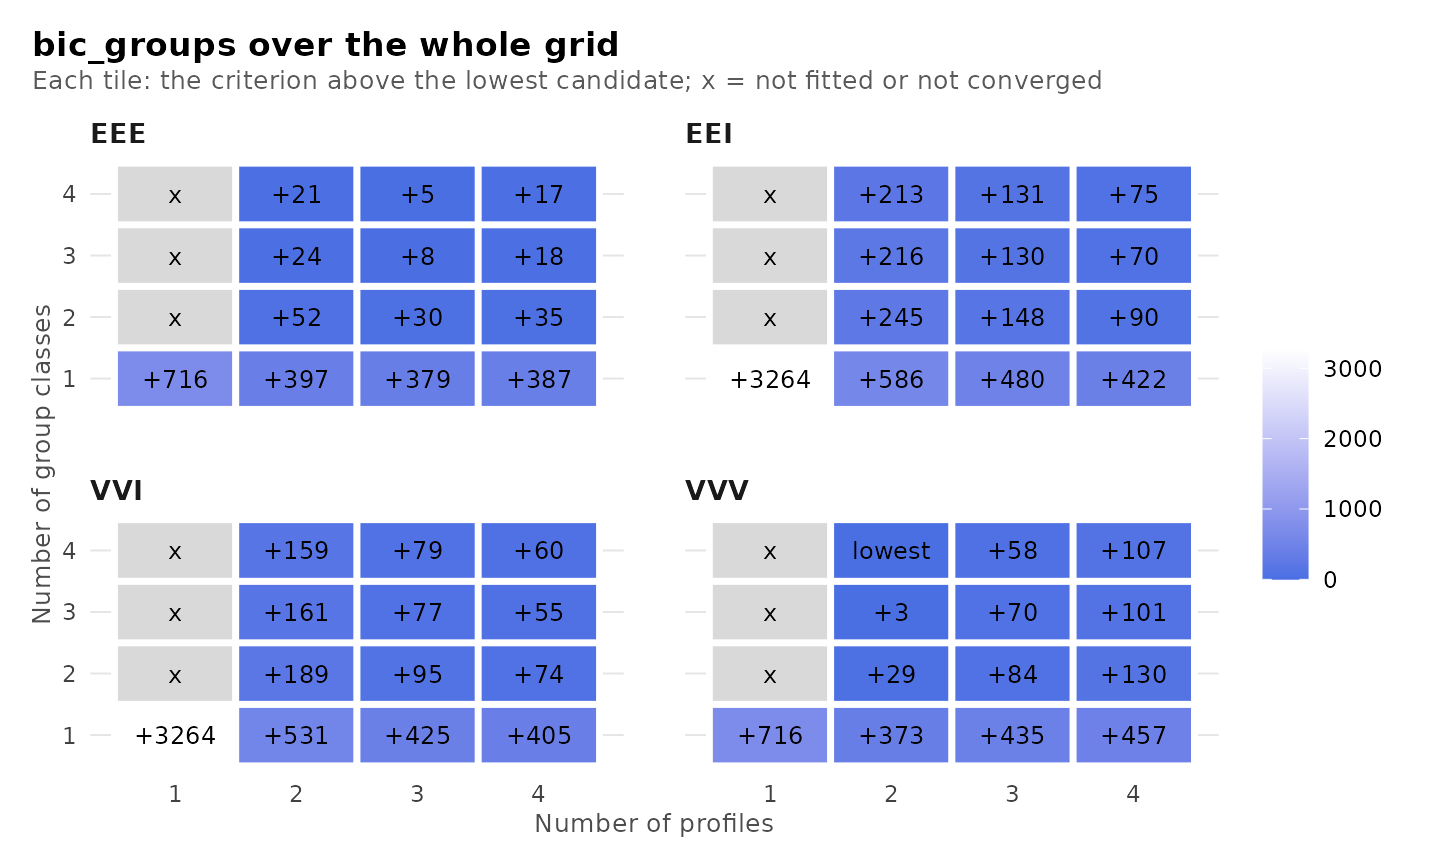 bic_groups over the whole grid
Each tile: the criterion above the lowest candidate; x = not fitted or not converged
EEE
EEI
4 x +21 +5 +17
x +213 +131 +75
3 x +24 +8 +18
x +216 +130 +70
2 x +52 +30 +35
x +245 +148 +90
1 +716 +397 +379 +387
+3264 +586 +480 +422
Number of group classes
3000
2000
1000
0
VVI
VVV
4 x +159 +79 +60
x lowest +58 +107
3 x +161 +77 +55
x +3 +70 +101
2 x +189 +95 +74
x +29 +84 +130
1 +3264 +531 +425 +405
+716 +373 +435 +457
1 2 3 4
1 2 3 4
Number of profiles